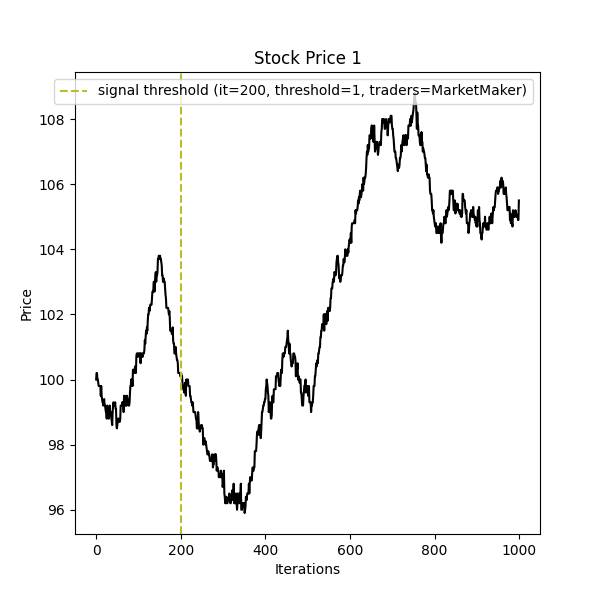 Stock Price 1
signal threshold (it=200, threshold=1, traders=MarketMaker)
108
106
104
102
100
98
96
Price
0 200 400 600 800 1000
Iterations